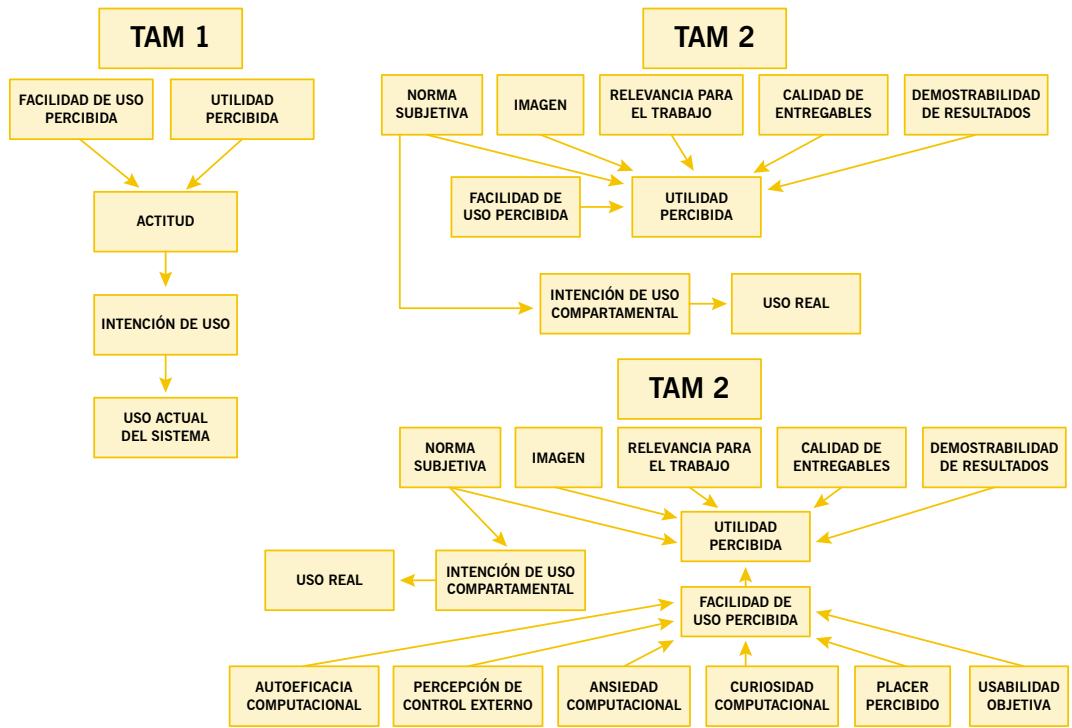 TAM 1
FACILIDAD DE USO
PERCIBIDA
UTILIDAD
PERCIBIDA
ACTITUD
INTENCIÓN DE USO
USO ACTUAL
DEL SISTEMA
TAM 2
NORMA
SUBJETIVA
IMAGEN
RELEVANCIA PARA
EL TRABAJO
CALIDAD DE
ENTREGABLES
DEMOSTRABILIDAD
DE RESULTADOS
FACILIDAD DE
USO PERCIBIDA
UTILIDAD
PERCIBIDA
INTENCIÓN DE USO
COMPARTAMENTAL
USO REAL
TAM 2
NORMA
SUBJETIVA
IMAGEN
RELEVANCIA PARA
EL TRABAJO
CALIDAD DE
ENTREGABLES
DEMOSTRABILIDAD
DE RESULTADOS
UTILIDAD
PERCIBIDA
USO REAL
INTENCIÓN DE USO
COMPARTAMENTAL
FACILIDAD DE
USO PERCIBIDA
AUTOEFICACIA
COMPUTACIONAL
PERCEPCIÓN DE
CONTROL EXTERNO
ANSIEDAD
COMPUTACIONAL
CURIOSIDAD
COMPUTACIONAL
PLACER
PERCIBIDO
USABILIDAD
OBJETIVA